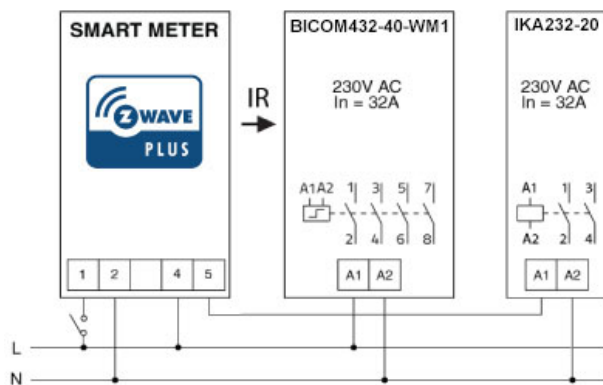 SMART METER
Z WAVE
PLUS
1 2 4 5
IR
BICOM432-40-WM1
230V AC
In = 32A
A1 A2 1 3 5 7
2 4 6 8
A1 A2
IKA232-20
230V AC
In = 32A
A1 1 3
A2 2 4
A1 A2
L
N